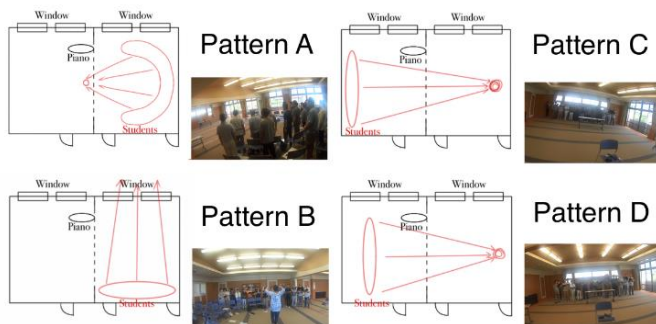 Window Window
Piano
Students
Pattern A
Window Window
Piano
Students
Pattern C
Window Window
Piano
Students
Pattern B
Window Window
Piano
Students
Pattern D